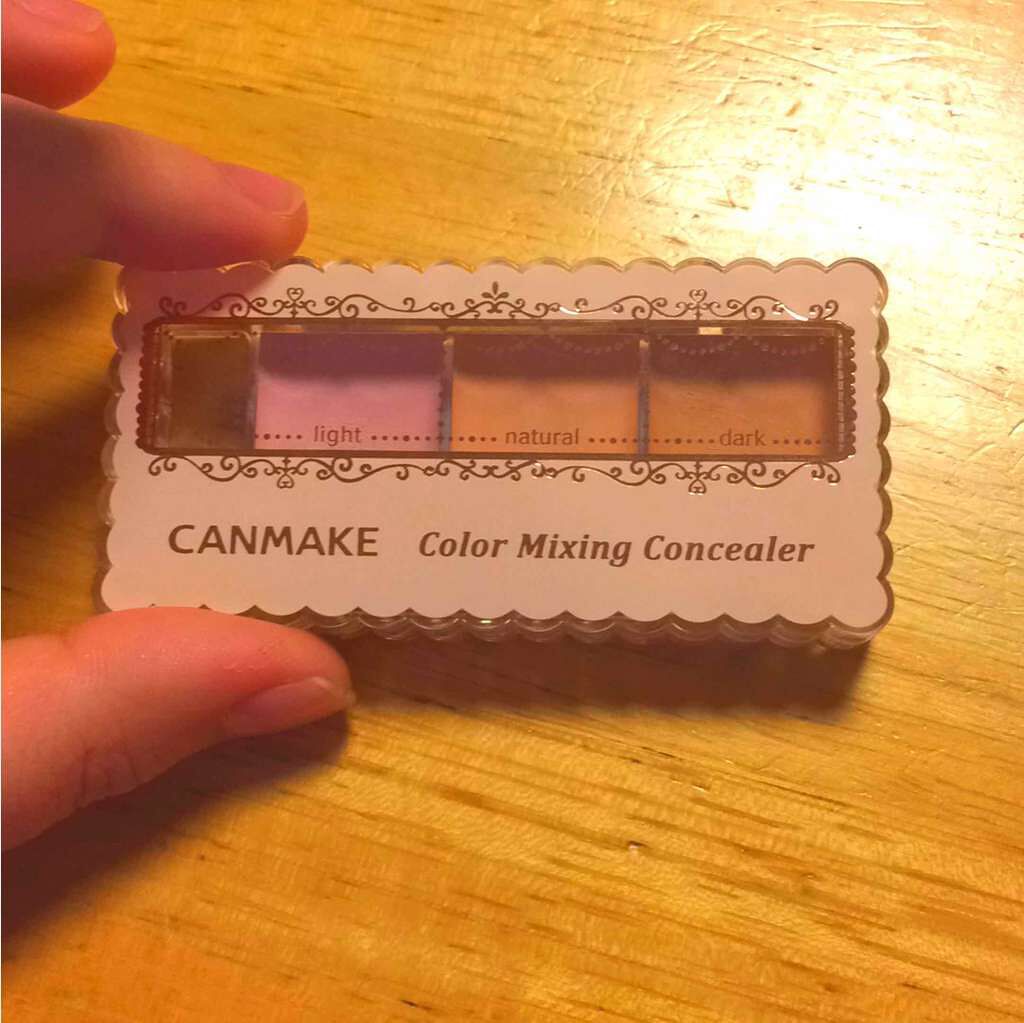 light natural dark
CANMAKE Color Mixing Concealer